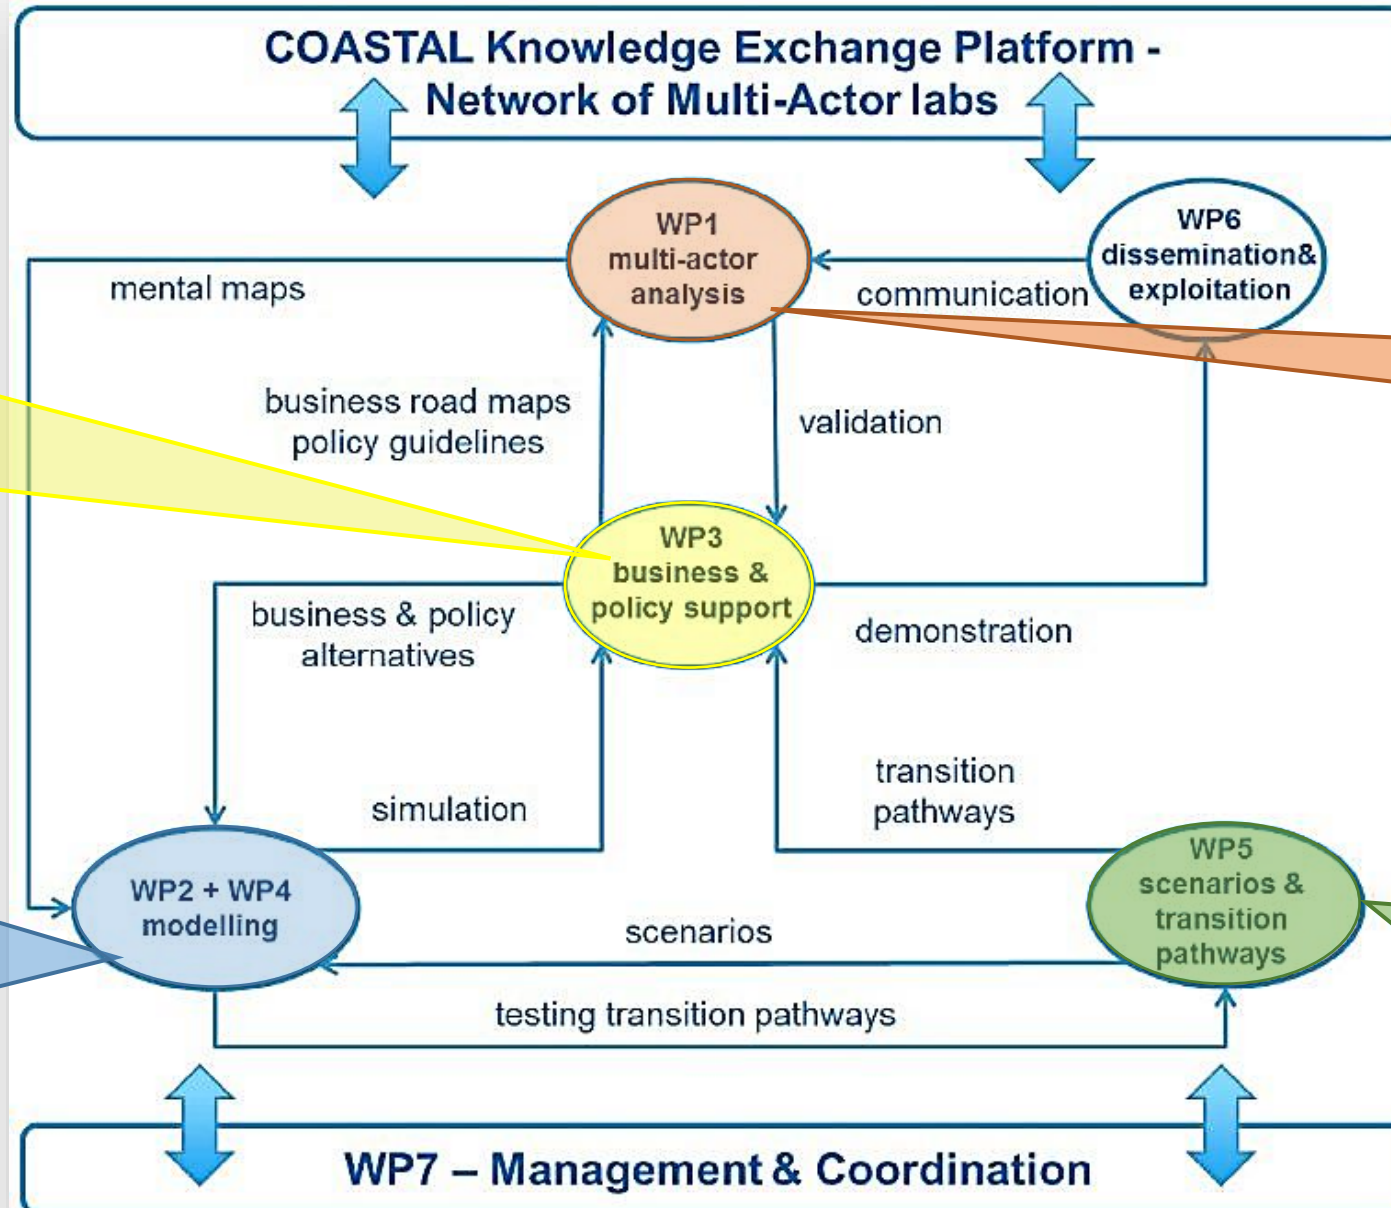 COASTAL Knowledge Exchange Platform -
Network of Multi-Actor labs
WP1
multi-actor
analysis
WP6
dissemination&
exploitation
mental maps
communication
business road maps
policy guidelines
validation
WP3
business &
policy support
business & policy
alternatives
demonstration
simulation
transition
pathways
WP2 + WP4
modelling
WP5
scenarios &
transition
pathways
scenarios
testing transition pathways
WP7 – Management & Coordination